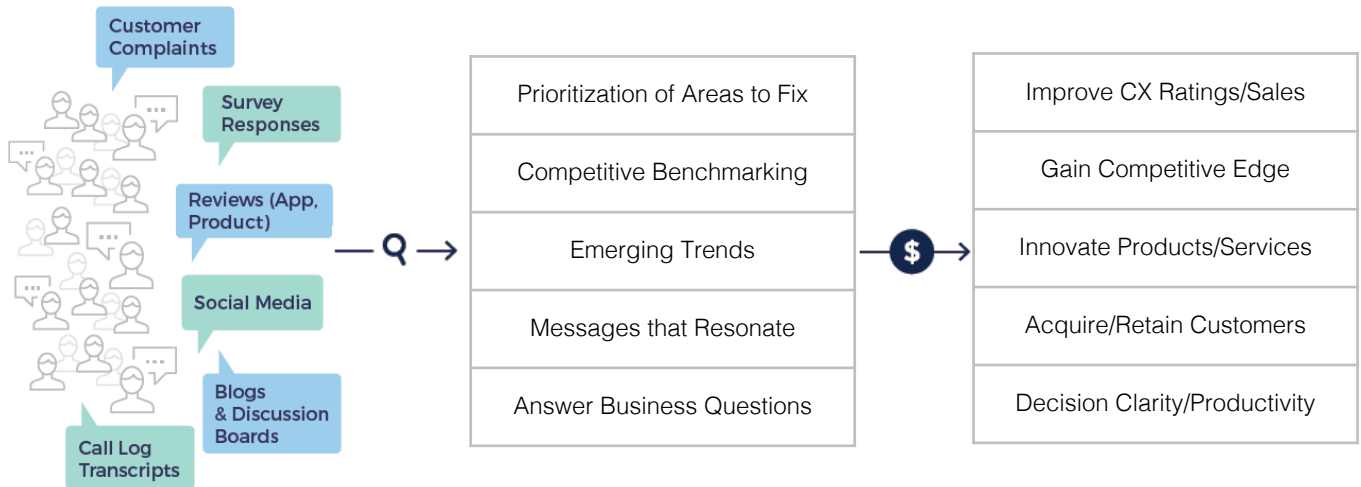 Customer
Complaints
Survey
Responses
Reviews (App,
Product)
Social Media
Blogs
& Discussion
Boards
Call Log
Transcripts
Prioritization of Areas to Fix
Competitive Benchmarking
Emerging Trends
Messages that Resonate
Answer Business Questions
$
Improve CX Ratings/Sales
Gain Competitive Edge
Innovate Products/Services
Acquire/Retain Customers
Decision Clarity/Productivity